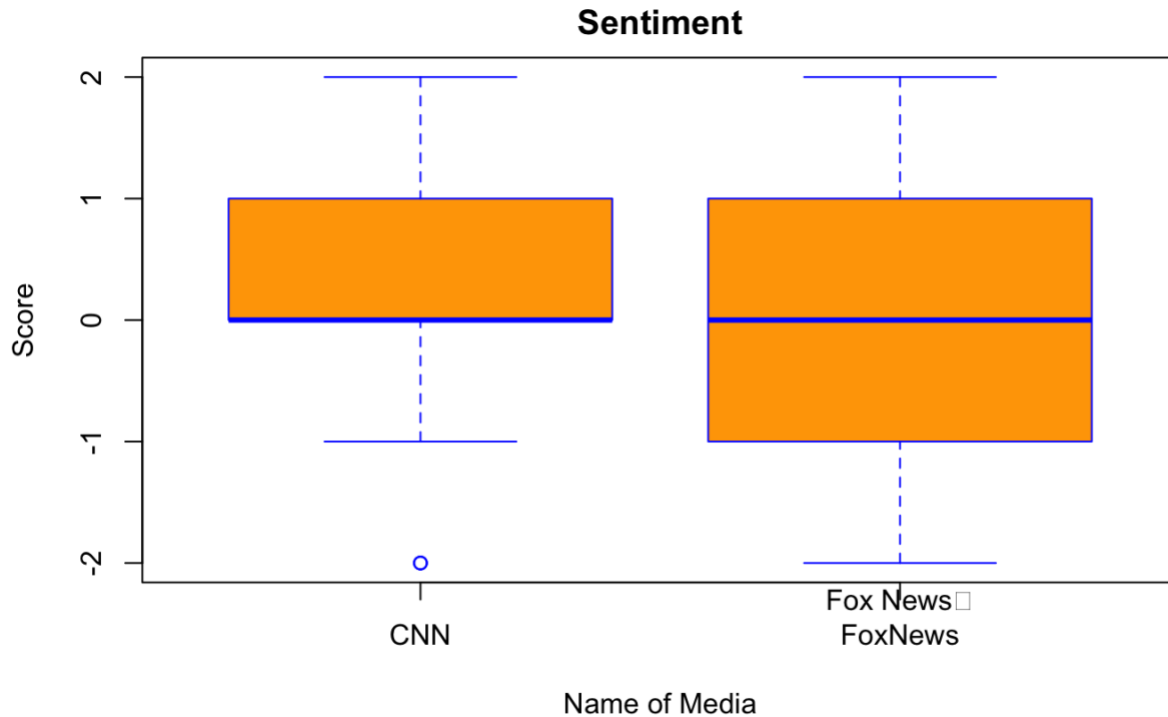 Sentiment
2
1
0
-1
-2
Score
Fox News□
CNN
FoxNews
Name of Media